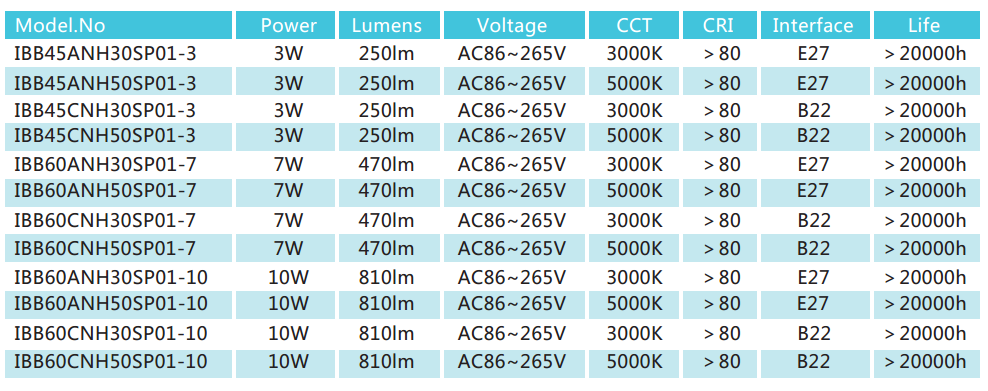 Model.No Power Lumens Voltage CCT CRI Interface Life
IBB45ANH30SP01-3 3W 250lm AC86~265V 3000K >80 E27 >20000h
IBB45ANH50SP01-3 3W 250lm AC86~265V 5000K >80 E27 >20000h
IBB45CNH30SP01-3 3W 250lm AC86~265V 3000K >80 B22 >20000h
IBB45CNH50SP01-3 3W 250lm AC86~265V 5000K >80 B22 >20000h
IBB60ANH30SP01-7 7W 470lm AC86~265V 3000K >80 E27 >20000h
IBB60ANH50SP01-7 7W 470lm AC86~265V 5000K >80 E27 >20000h
IBB60CNH30SP01-7 7W 470lm AC86~265V 3000K >80 B22 >20000h
IBB60CNH50SP01-7 7W 470lm AC86~265V 5000K >80 B22 >20000h
IBB60ANH30SP01-10 10W 810lm AC86~265V 3000K >80 E27 >20000h
IBB60ANH50SP01-10 10W 810lm AC86~265V 5000K >80 E27 >20000h
IBB60CNH30SP01-10 10W 810lm AC86~265V 3000K >80 B22 >20000h
IBB60CNH50SP01-10 10W 810lm AC86~265V 5000K >80 B22 >20000h